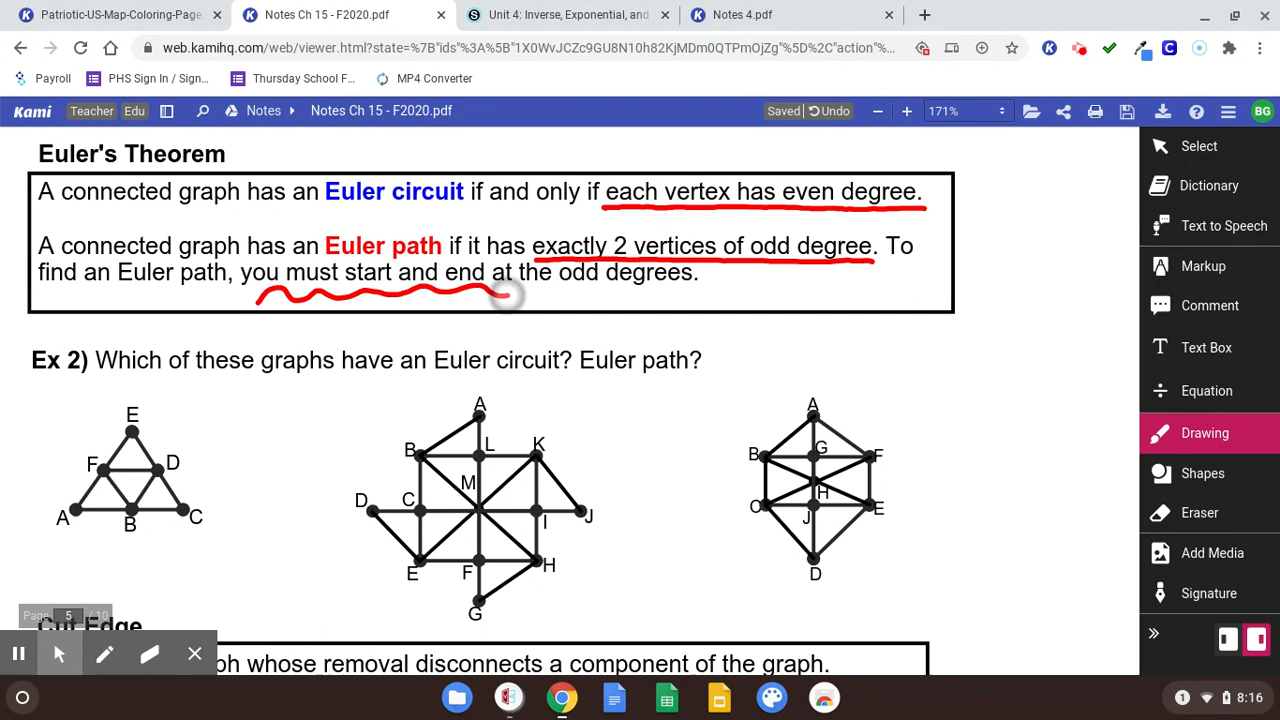 Patriotic-US-Map-Coloring-Page
Notes Ch 15 - F2020.pdf
Unit 4: Inverse, Exponential, and
Notes 4.pdf
web.kamihq.com/web/viewer.html?state=%7B"ids"%3A%5B"1X0WvJCZc9GU8N10h82KjMDm0QTPmOjZg"%5D%2C"action"%...
Payroll
PHS Sign In / Sign...
Thursday School F...
MP4 Converter
Kami
Teacher
Edu
Notes
Notes Ch 15 - F2020.pdf
Saved
Undo
171%
BG
Euler's Theorem
A connected graph has an Euler circuit if and only if each vertex has even degree.
A connected graph has an Euler path if it has exactly 2 vertices of odd degree. To
find an Euler path, you must start and end at the odd degrees.
Ex 2) Which of these graphs have an Euler circuit? Euler path?
E
F D
A B C
A
B L K
M
D C
I J
E F H
G
A
B G F
H
C E
J
D
Cut Edge
ph whose removal disconnects a component of the graph.
Page 5 / 10
Select
Dictionary
Text to Speech
Markup
Comment
Text Box
Equation
Drawing
Shapes
Eraser
Add Media
Signature
1
8:16